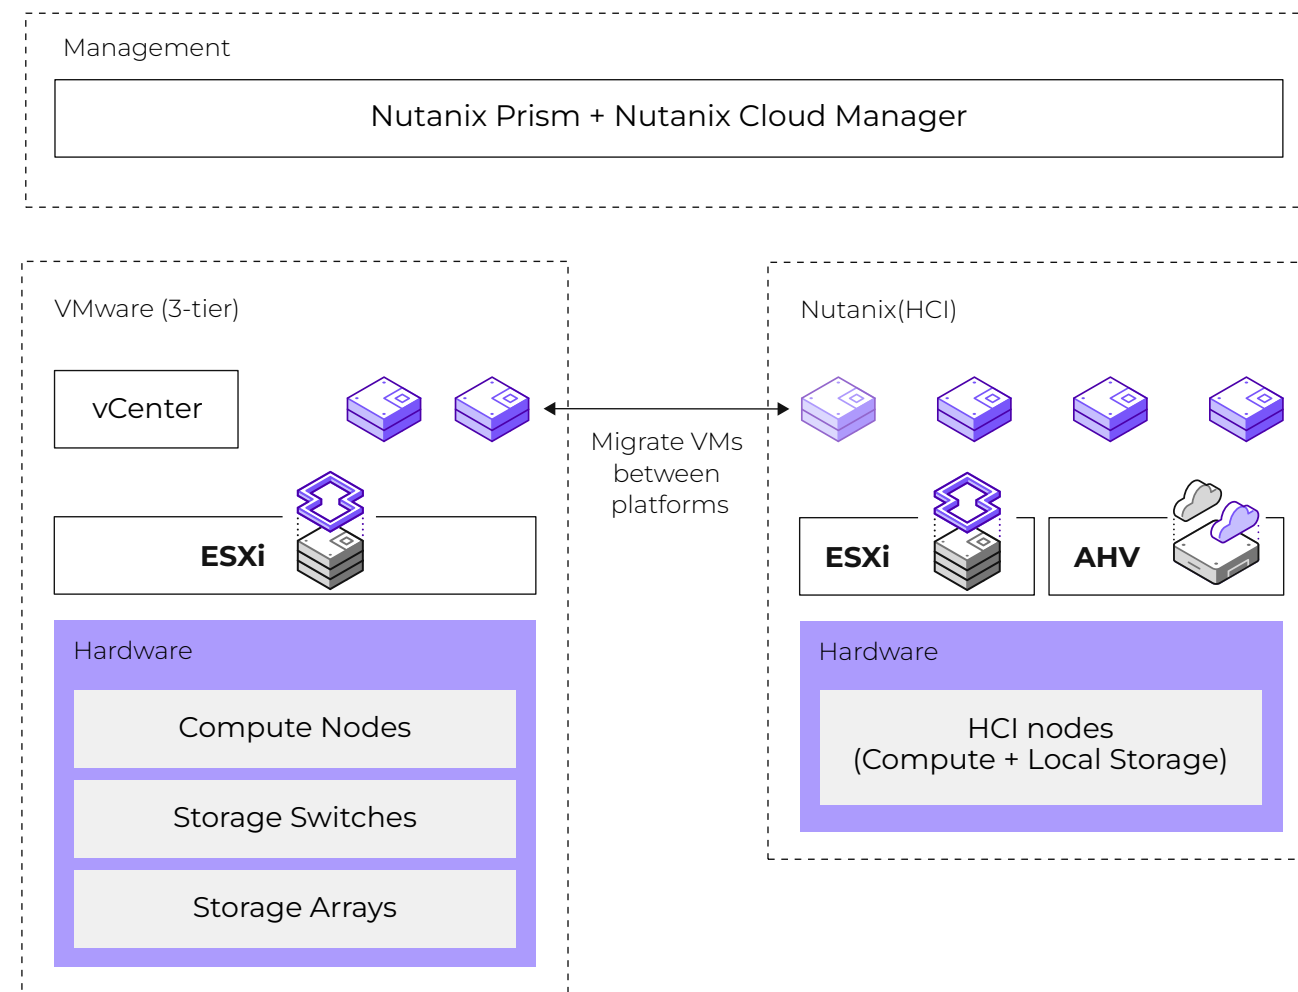 Management
Nutanix Prism + Nutanix Cloud Manager
VMware (3-tier)
vCenter
ESXi
Hardware
Compute Nodes
Storage Switches
Storage Arrays
Migrate VMs
between
platforms
Nutanix(HCI)
ESXi
AHV
Hardware
HCI nodes
(Compute + Local Storage)